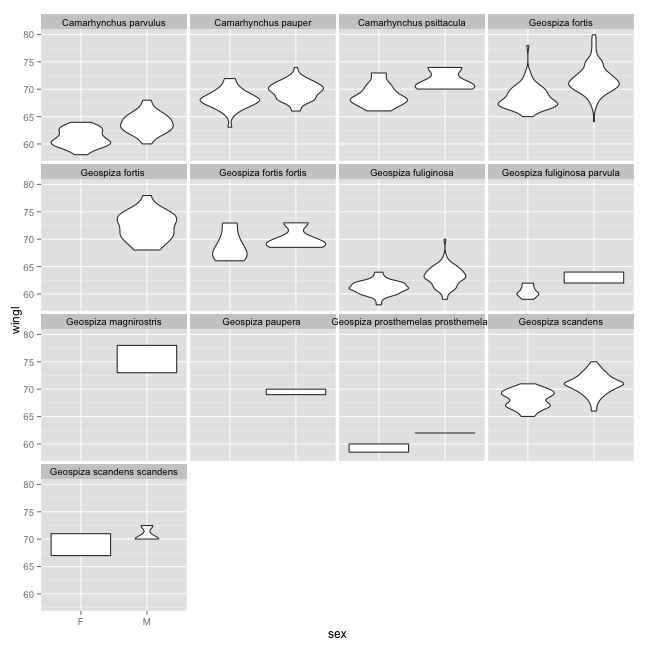 Camarhynchus parvulus
Camarhynchus pauper
Camarhynchus psittacula
Geospiza fortis
80
75
70
65
60
Geospiza fortis
Geospiza fortis fortis
Geospiza fuliginosa
Geospiza fuliginosa parvula
80
75
70
65
60
wingl
Geospiza magnirostris
Geospiza paupera
Geospiza prosthemelas prosthemela
Geospiza scandens
80
75
70
65
60
Geospiza scandens scandens
80
75
70
65
60
F
M
sex